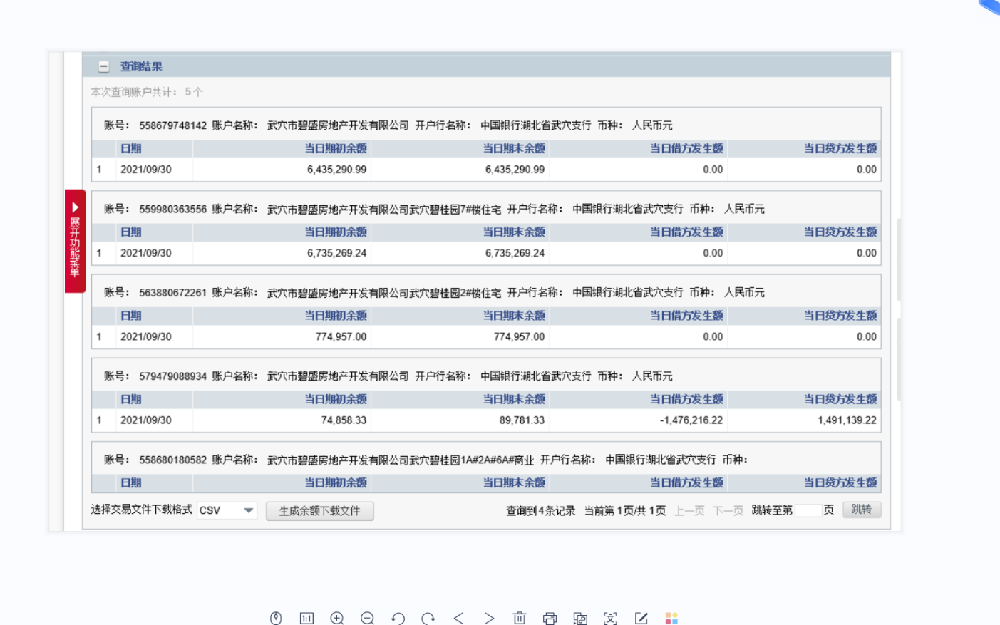 查询结果
本次查询账户共计： 5 个
账号： 558679748142 账户名称： 武穴市碧盛房地产开发有限公司 开户行名称： 中国银行湖北省武穴支行 币种： 人民币元
日期 当日期初余额 当日期末余额 当日借方发生额 当日贷方发生额
1 2021/09/30 6,435,290.99 6,435,290.99 0.00 0.00
账号： 559980363556 账户名称： 武穴市碧盛房地产开发有限公司武穴碧桂园7#楼住宅 开户行名称： 中国银行湖北省武穴支行 币种： 人民币元
日期 当日期初余额 当日期末余额 当日借方发生额 当日贷方发生额
1 2021/09/30 6,735,269.24 6,735,269.24 0.00 0.00
展开功能菜单
账号： 563880672261 账户名称： 武穴市碧盛房地产开发有限公司武穴碧桂园2#楼住宅 开户行名称： 中国银行湖北省武穴支行 币种： 人民币元
日期 当日期初余额 当日期末余额 当日借方发生额 当日贷方发生额
1 2021/09/30 774,957.00 774,957.00 0.00 0.00
账号： 579479088934 账户名称： 武穴市碧盛房地产开发有限公司 开户行名称： 中国银行湖北省武穴支行 币种： 人民币元
日期 当日期初余额 当日期末余额 当日借方发生额 当日贷方发生额
1 2021/09/30 74,858.33 89,781.33 -1,476,216.22 1,491,139.22
账号： 558680180582 账户名称： 武穴市碧盛房地产开发有限公司武穴碧桂园1A#2A#6A#商业 开户行名称： 中国银行湖北省武穴支行 币种：
日期 当日期初余额 当日期末余额 当日借方发生额 当日贷方发生额
选择交易文件下载格式 CSV 生成余额下载文件 查询到 4 条记录 当前第 1 页/共 1 页 上一页 下一页 跳转至第 页 跳转
1:1